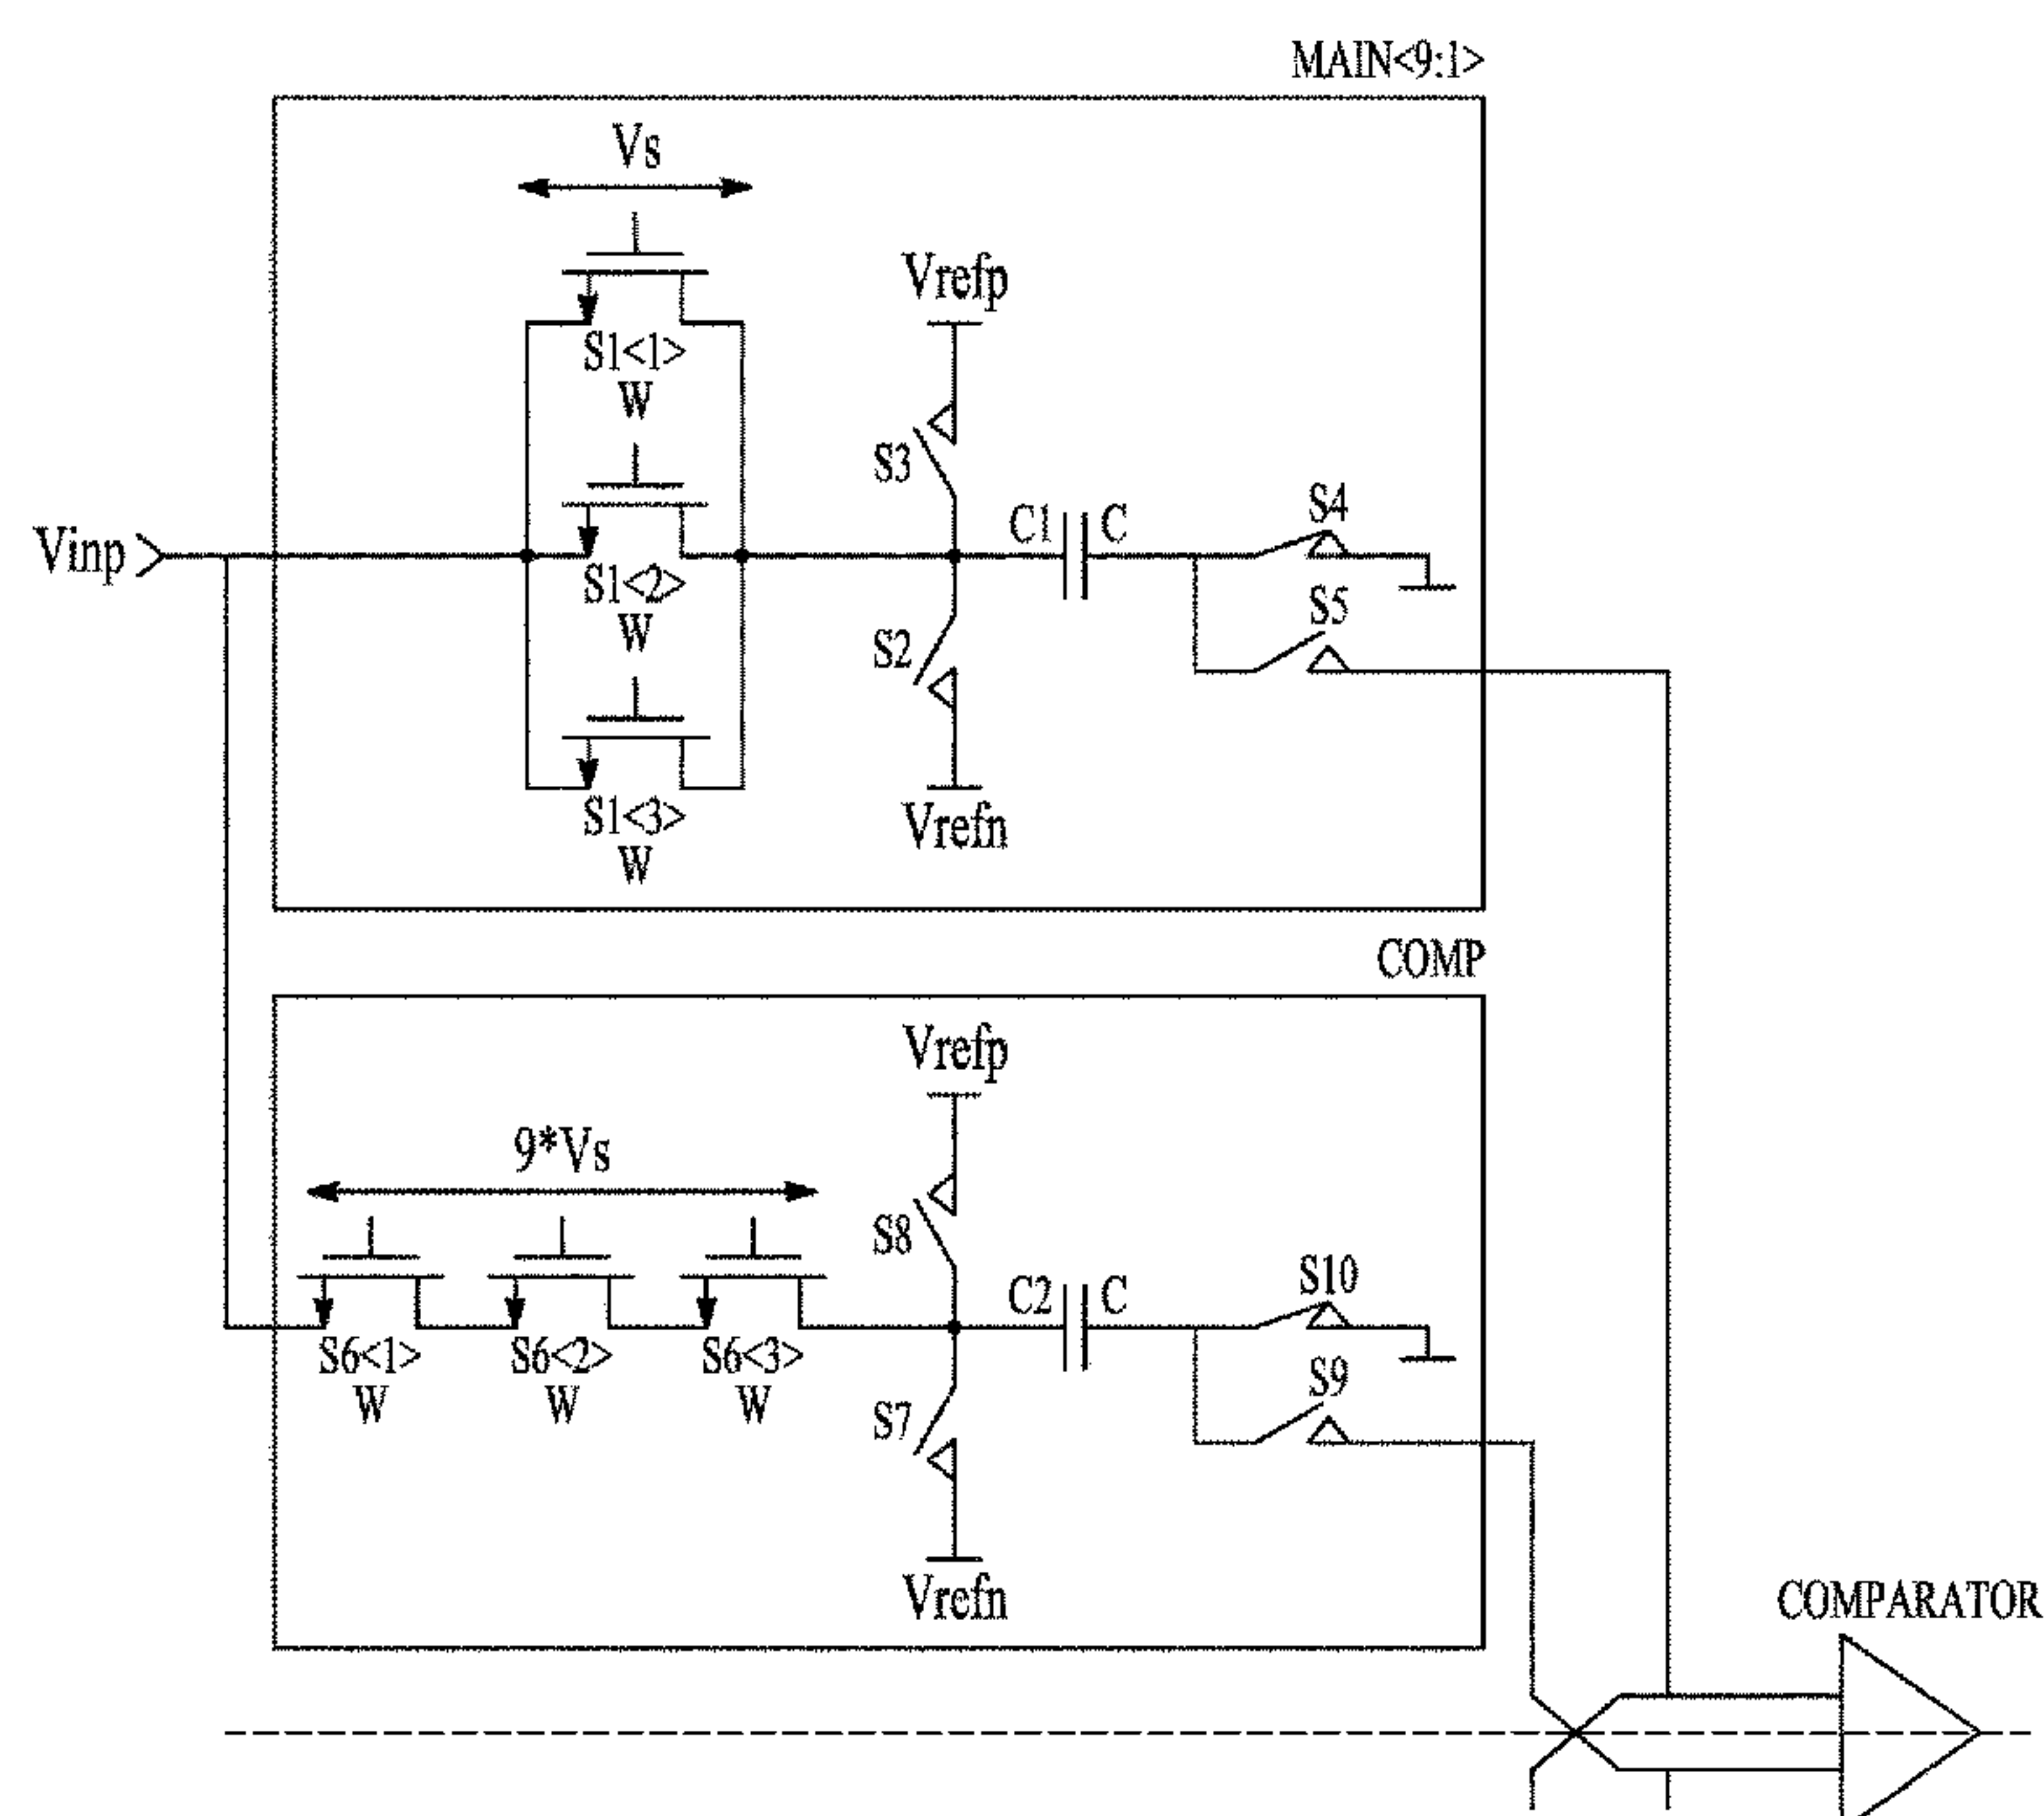 MAIN<9:1>
Vs
S1<1>
W
Vrefp
S3
Vinp
S1<2>
W
C1
C
S4
S5
S2
S1<3>
W
Vrefn
COMP
Vrefp
9*Vs
S8
S6<1>
W
S6<2>
W
S6<3>
W
C2
C
S10
S9
S7
Vrefn
COMPARATOR